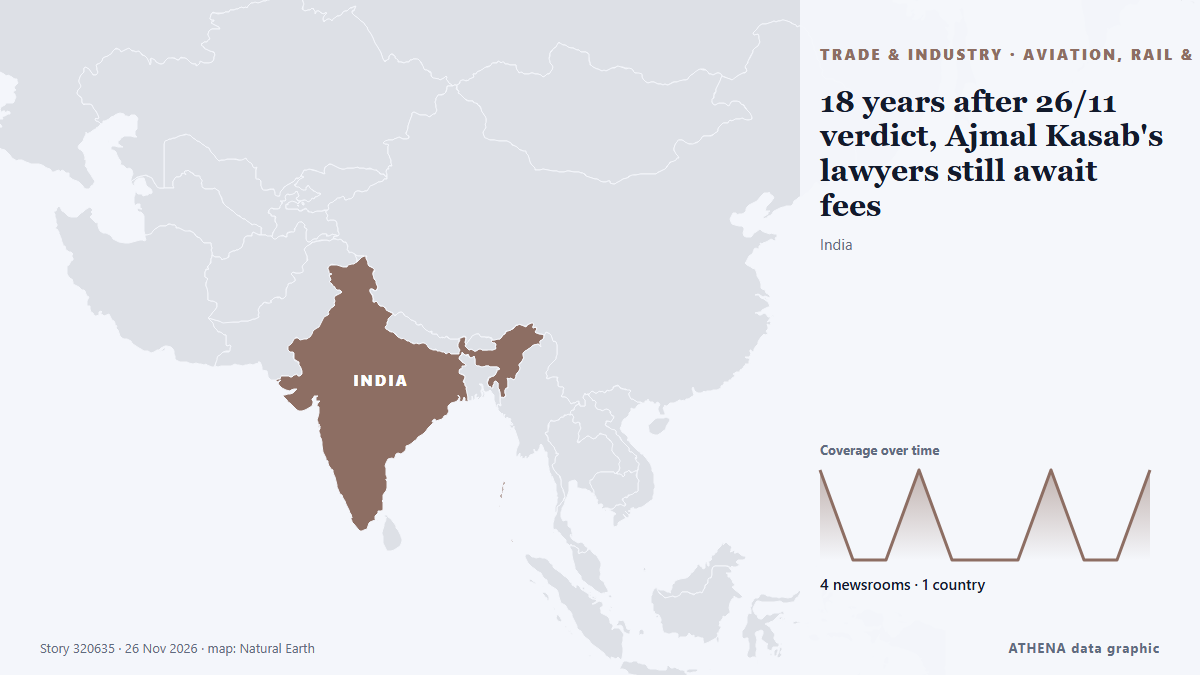 TRADE & INDUSTRY · AVIATION, RAIL &
18 years after 26/11
verdict, Ajmal Kasab's
lawyers still await
fees
India
INDIA
Coverage over time
4 newsrooms · 1 country
Story 320635 · 26 Nov 2026 · map: Natural Earth
ATHENA data graphic